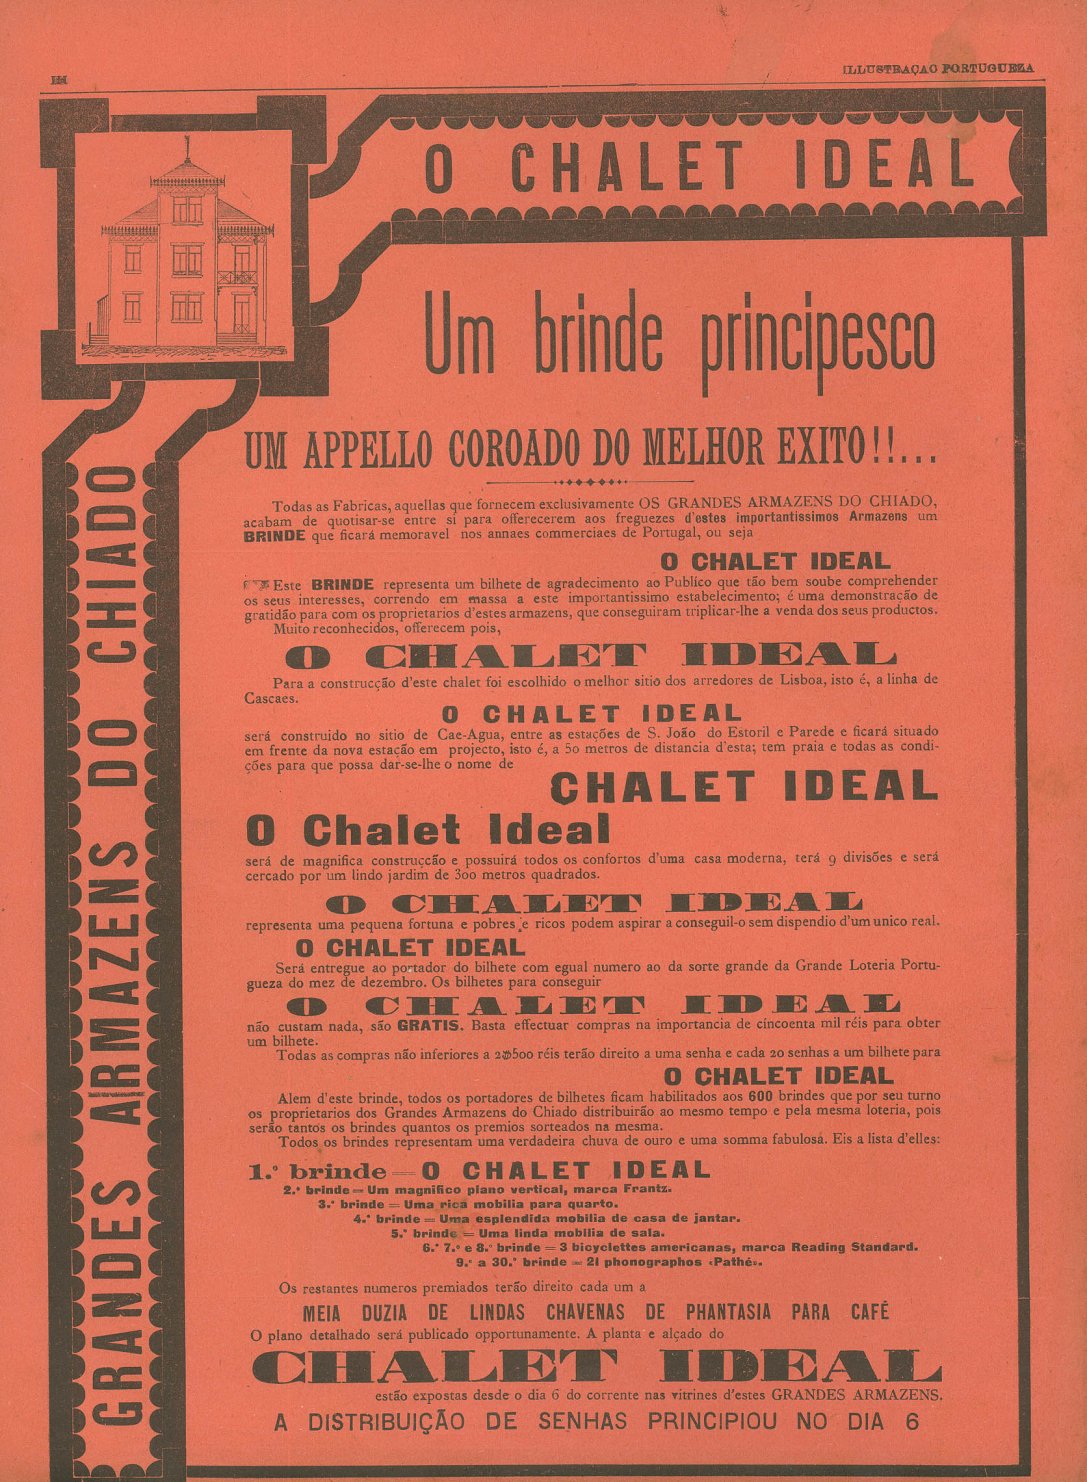 III
ILLUSTRAÇAO PORTUGUEZA
O CHALET IDEAL
Um brinde principesco
UM APPELLO COROADO DO MELHOR EXITO!!...
Todas as Fabricas, aquellas que fornecem exclusivamente OS GRANDES ARMAZENS DO CHIADO,
acabam de quotisar-se entre si para offerecerem aos freguezes d'estes importantissimos Armazens um
BRINDE que ficará memoravel nos annaes commerciaes de Portugal, ou seja
O CHALET IDEAL
Este BRINDE representa um bilhete de agradecimento ao Publico que tão bem soube comprehender
os seus interesses, correndo em massa a este importantissimo estabelecimento; é uma demonstração de
gratidão para com os proprietarios d'estes armazens, que conseguiram triplicar-lhe a venda dos seus productos.
Muito reconhecidos, offerecem pois,
O CHALET IDEAL
Para a construcção d'este chalet foi escolhido o melhor sitio dos arredores de Lisboa, isto é, a linha de
Cascaes.
O CHALET IDEAL
será construido no sitio de Cae-Agua, entre as estações de S. João do Estoril e Parede e ficará situado
em frente da nova estação em projecto, isto é, a 50 metros de distancia d'esta; tem praia e todas as condi-
ções para que possa dar-se-lhe o nome de
CHALET IDEAL
O Chalet Ideal
será de magnifica construcção e possuirá todos os confortos d'uma casa moderna, terá 9 divisões e será
cercado por um lindo jardim de 300 metros quadrados.
O CHALET IDEAL
representa uma pequena fortuna e pobres e ricos podem aspirar a conseguil-o sem dispendio d'um unico real.
O CHALET IDEAL
Será entregue ao portador do bilhete com egual numero ao da sorte grande da Grande Loteria Portu-
gueza do mez de dezembro. Os bilhetes para conseguir
O CHALET IDEAL
não custam nada, são GRATIS. Basta effectuar compras na importancia de cincoenta mil réis para obter
um bilhete.
Todas as compras não inferiores a 2$500 réis terão direito a uma senha e cada 20 senhas a um bilhete para
O CHALET IDEAL
Alem d'este brinde, todos os portadores de bilhetes ficam habilitados aos 600 brindes que por seu turno
os proprietarios dos Grandes Armazens do Chiado distribuirão ao mesmo tempo e pela mesma loteria, pois
serão tantos os brindes quantos os premios sorteados na mesma.
Todos os brindes representam uma verdadeira chuva de ouro e uma somma fabulosa. Eis a lista d'elles:
1.º brinde = O CHALET IDEAL
2.º brinde = Um magnifico piano vertical, marca Frantz.
3.º brinde = Uma rica mobilia para quarto.
4.º brinde = Uma esplendida mobilia de casa de jantar.
5.º brinde = Uma linda mobilia de sala.
6.º 7.º e 8.º brinde = 3 bicyclettes americanas, marca Reading Standard.
9.º a 30.º brinde = 21 phonographos «Pathé».
Os restantes numeros premiados terão direito cada um a
MEIA DUZIA DE LINDAS CHAVENAS DE PHANTASIA PARA CAFÉ
O plano detalhado será publicado opportunamente. A planta e alçado do
CHALET IDEAL
estão expostas desde o dia 6 do corrente nas vitrines d'estes GRANDES ARMAZENS.
A DISTRIBUIÇÃO DE SENHAS PRINCIPIOU NO DIA 6
GRANDES ARMAZENS DO CHIADO